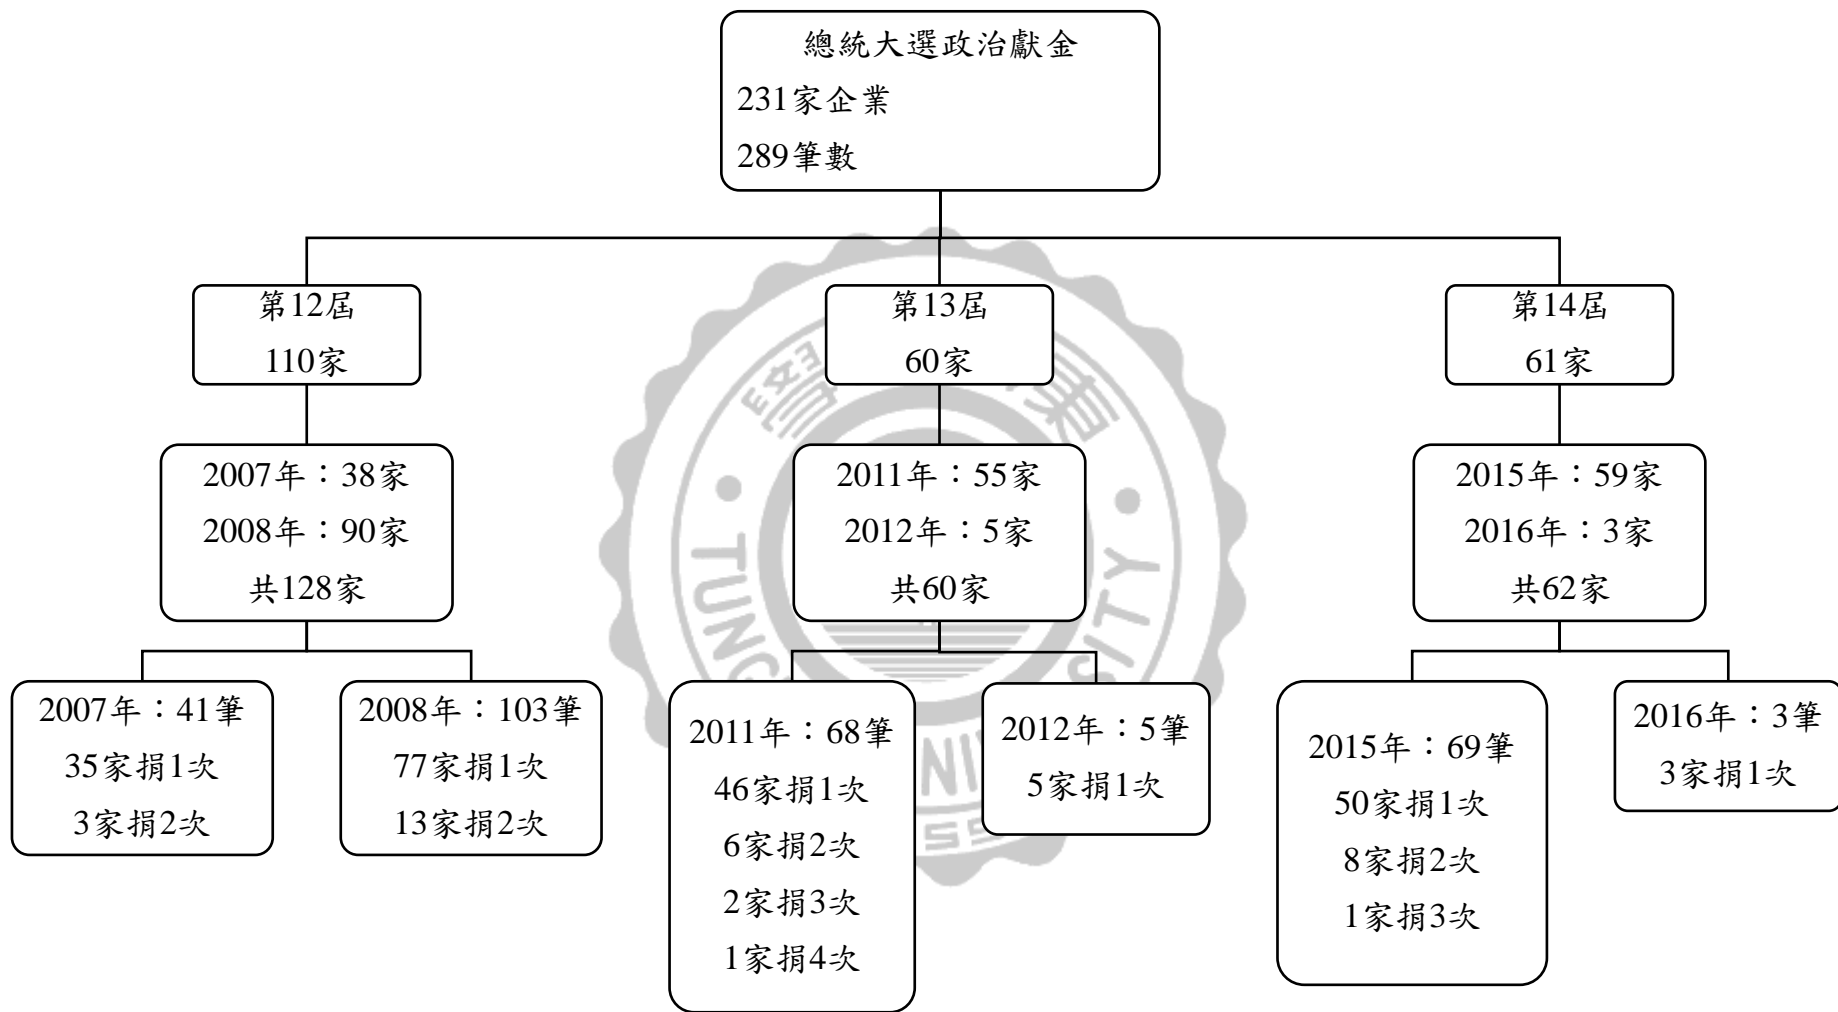 總統大選政治獻金
231家企業
289筆數
第12屆
110家
第13屆
60家
第14屆
61家
2007年：38家
2008年：90家
共128家
2011年：55家
2012年：5家
共60家
2015年：59家
2016年：3家
共62家
2007年：41筆
35家捐1次
3家捐2次
2008年：103筆
77家捐1次
13家捐2次
2011年：68筆
46家捐1次
6家捐2次
2家捐3次
1家捐4次
2012年：5筆
5家捐1次
2015年：69筆
50家捐1次
8家捐2次
1家捐3次
2016年：3筆
3家捐1次